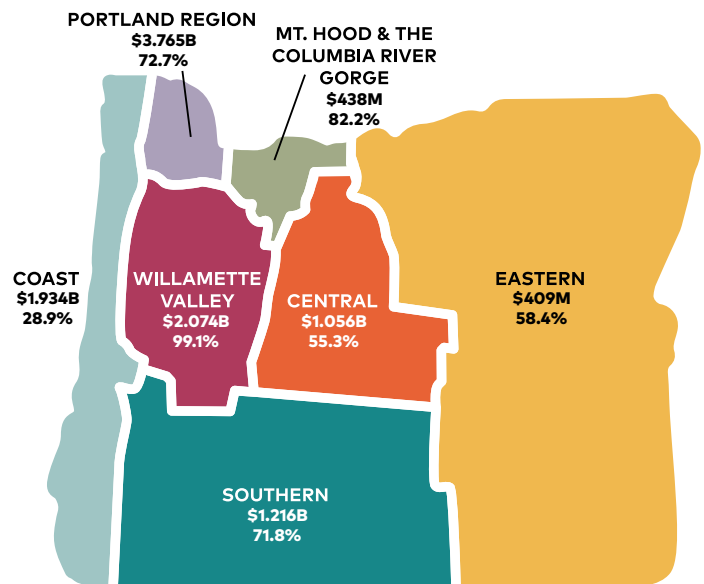 PORTLAND REGION
$3.765B
72.7%
MT. HOOD & THE
COLUMBIA RIVER
GORGE
$438M
82.2%
COAST
$1.934B
28.9%
WILLAMETTE
VALLEY
$2.074B
99.1%
CENTRAL
$1.056B
55.3%
EASTERN
$409M
58.4%
SOUTHERN
$1.216B
71.8%